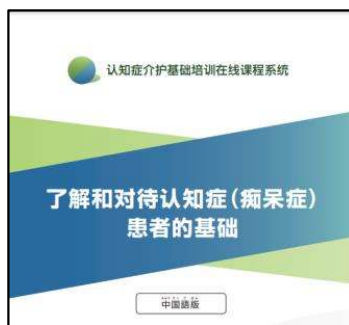 认知症介护基础培训在线课程系统
了解和对待认知症(痴呆症)
患者的基础
中国語版